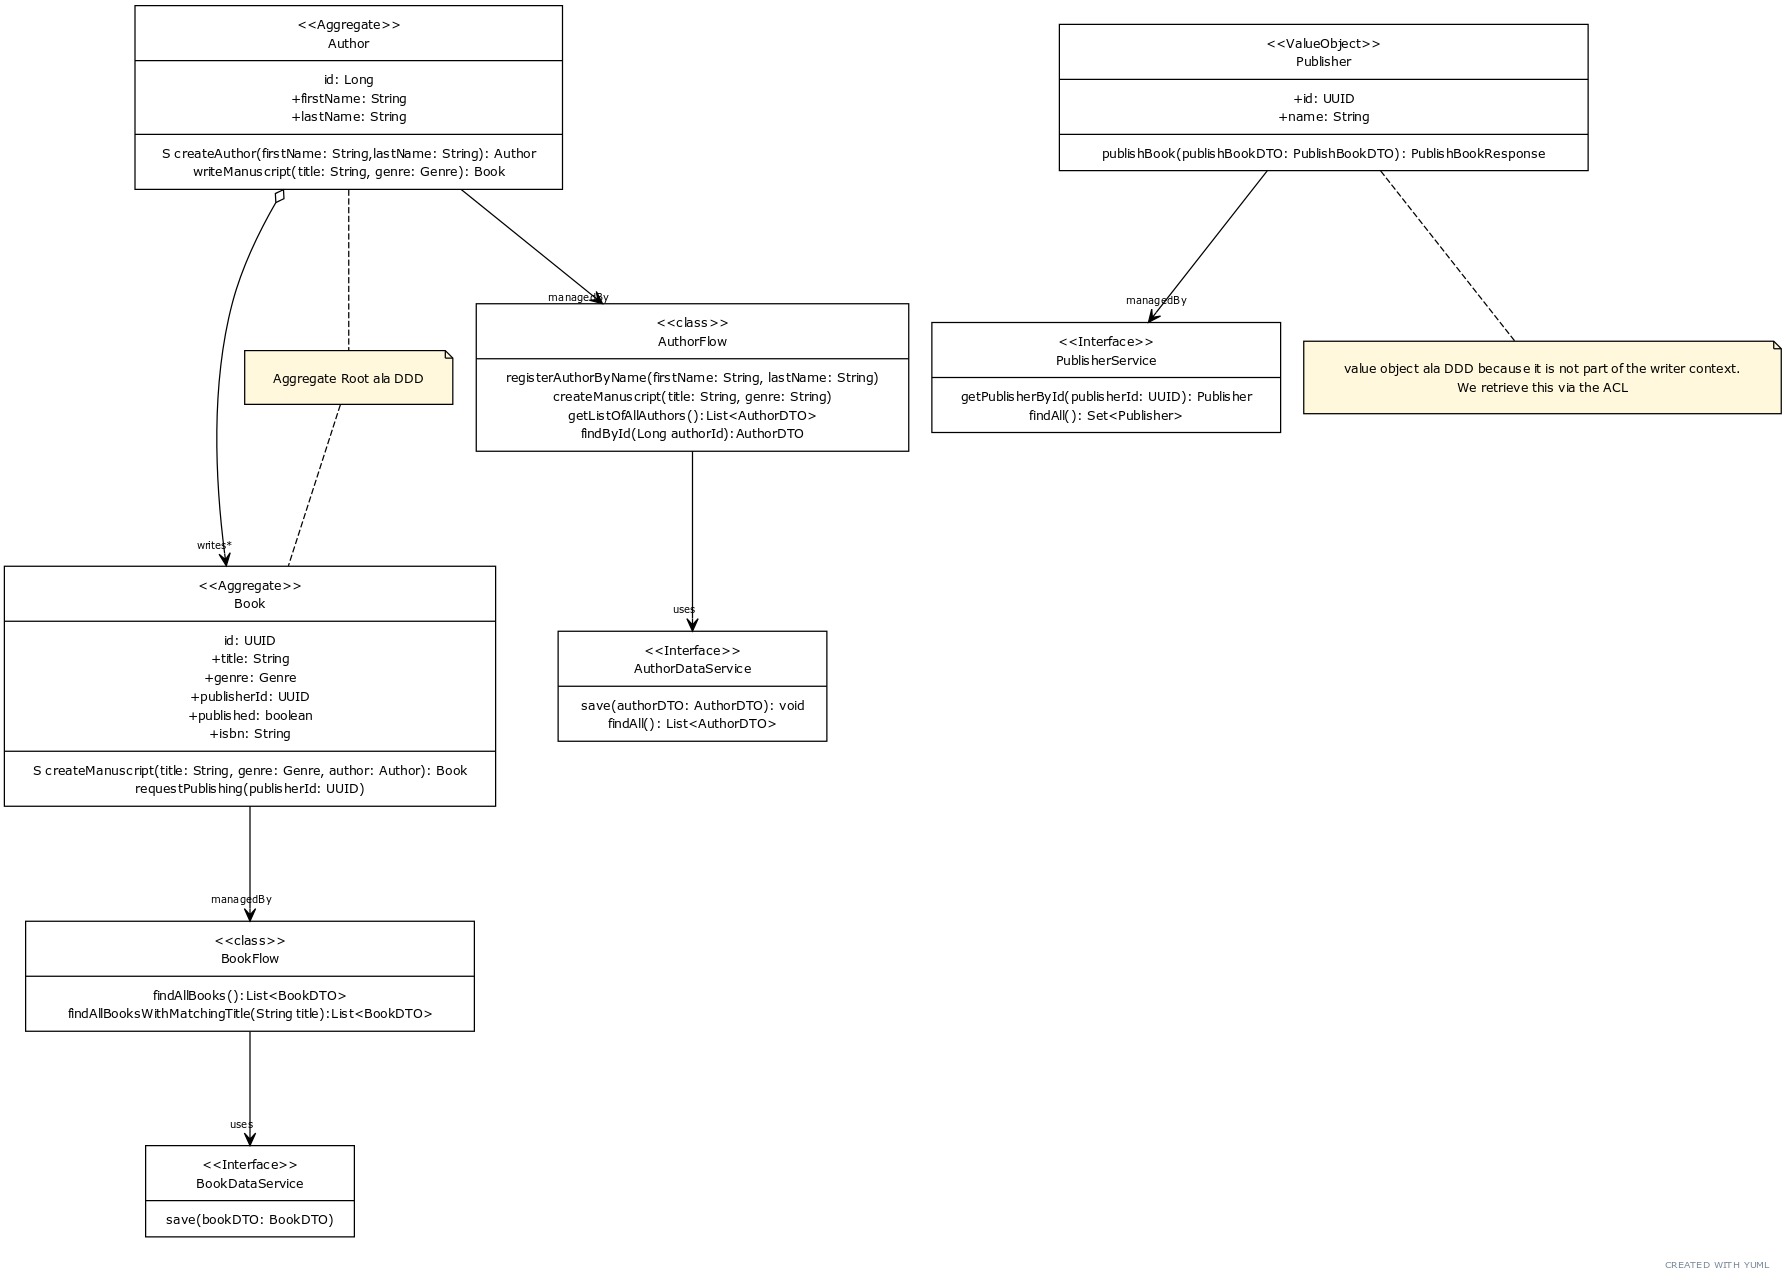 <<Aggregate>>
Author
id: Long
+firstName: String
+lastName: String
S createAuthor(firstName: String,lastName: String): Author
writeManuscript(title: String, genre: Genre): Book
<<ValueObject>>
Publisher
+id: UUID
+name: String
publishBook(publishBookDTO: PublishBookDTO): PublishBookResponse
managedBy
managedBy
<<class>>
AuthorFlow
registerAuthorByName(firstName: String, lastName: String)
createManuscript(title: String, genre: String)
getListOfAllAuthors():List<AuthorDTO>
findById(Long authorId):AuthorDTO
<<Interface>>
PublisherService
getPublisherById(publisherId: UUID): Publisher
findAll(): Set<Publisher>
value object ala DDD because it is not part of the writer context.
We retrieve this via the ACL
Aggregate Root ala DDD
writes*
<<Aggregate>>
Book
id: UUID
+title: String
+genre: Genre
+publisherId: UUID
+published: boolean
+isbn: String
S createManuscript(title: String, genre: Genre, author: Author): Book
requestPublishing(publisherId: UUID)
uses
<<Interface>>
AuthorDataService
save(authorDTO: AuthorDTO): void
findAll(): List<AuthorDTO>
managedBy
<<class>>
BookFlow
findAllBooks():List<BookDTO>
findAllBooksWithMatchingTitle(String title):List<BookDTO>
uses
<<Interface>>
BookDataService
save(bookDTO: BookDTO)
CREATED WITH YUML